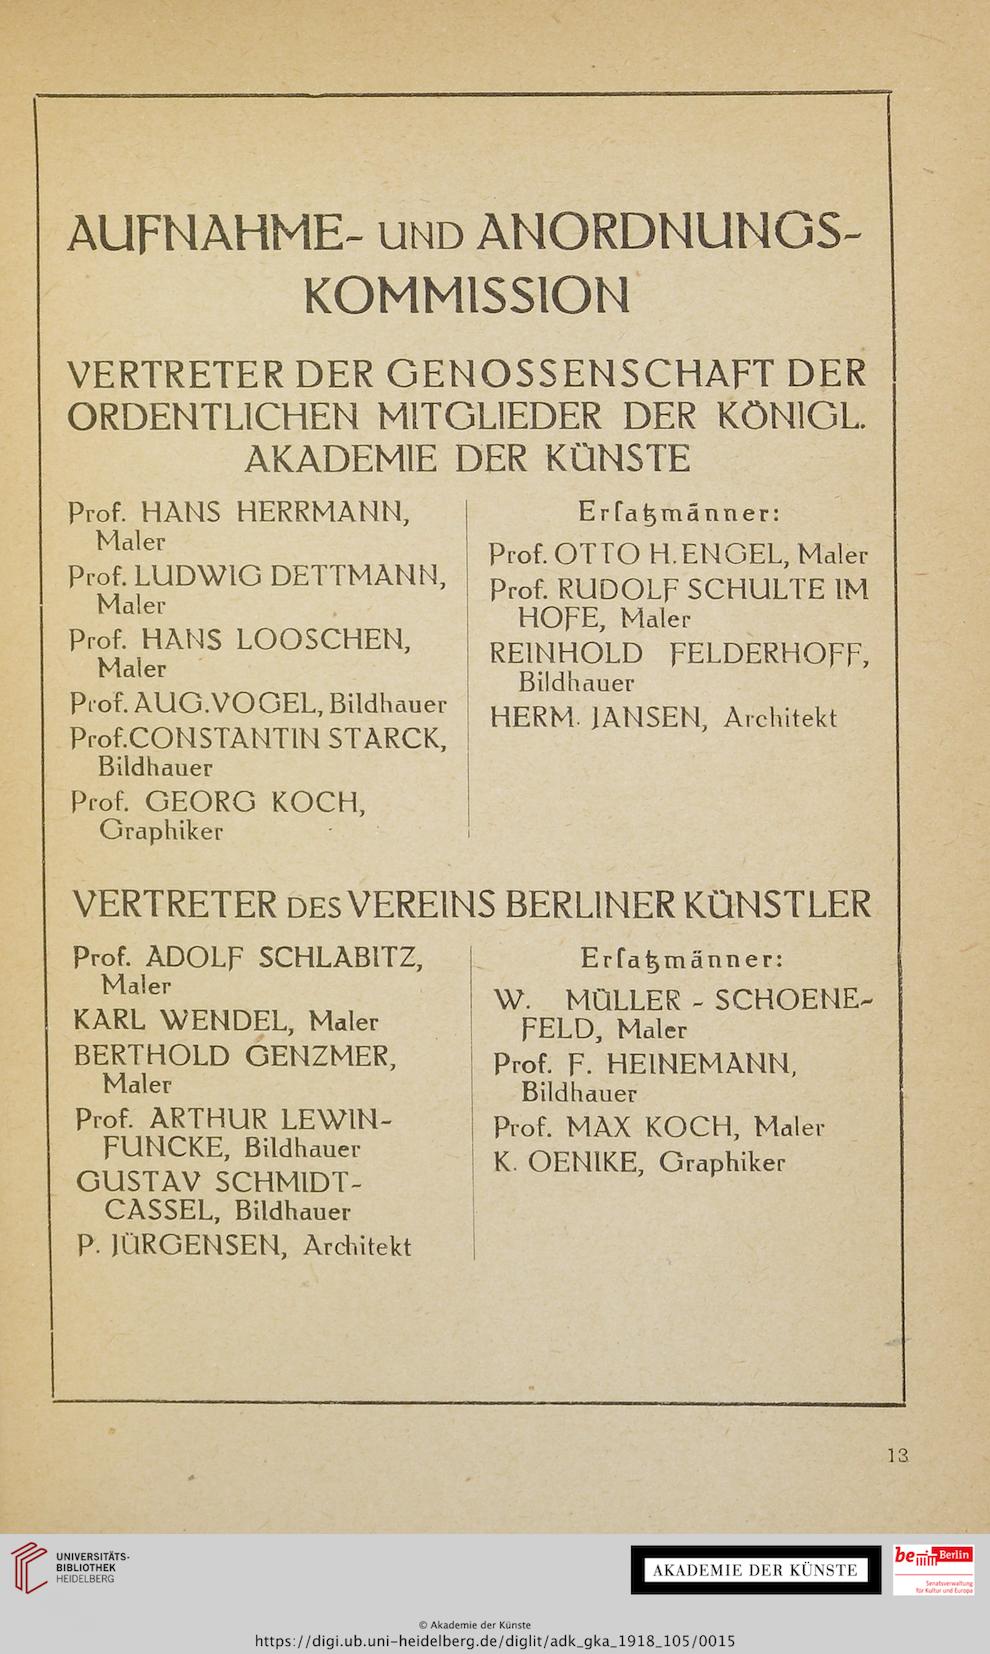 AUFNAHME- UND ANORDNUNGS-
KOMMISSION
VERTRETER DER GENOSSENSCHAFT DER
ORDENTLICHEN MITGLIEDER DER KÖNIGL.
AKADEMIE DER KÜNSTE
Prof. HANS HERRMANN,
Maler
Prof. LUDWIG DETTMANN,
Maler
Prof. HANS LOOSCHEN,
Maler
Prof. AUG. VOGEL, Bildhauer
Prof. CONSTANTIN STARCK,
Bildhauer
Prof. GEORG KOCH,
Graphiker
Erſatzmänner:
Prof. OTTO H. ENGEL, Maler
Prof. RUDOLF SCHULTE IM
HOFE, Maler
REINHOLD FELDERHOFF,
Bildhauer
HERM. JANSEN, Architekt
VERTRETER DES VEREINS BERLINER KÜNSTLER
Prof. ADOLF SCHLABITZ,
Maler
KARL WENDEL, Maler
BERTHOLD GENZMER,
Maler
Prof. ARTHUR LEWIN-
FUNCKE, Bildhauer
GUSTAV SCHMIDT-
CASSEL, Bildhauer
P. JÜRGENSEN, Architekt
Erſatzmänner:
W. MÜLLER - SCHOENE-
FELD, Maler
Prof. F. HEINEMANN,
Bildhauer
Prof. MAX KOCH, Maler
K. OENIKE, Graphiker
13
UNIVERSITÄTS-
BIBLIOTHEK
HEIDELBERG
AKADEMIE DER KÜNSTE
be Berlin
Senatsverwaltung
für Kultur und Europa
© Akademie der Künste
https://digi.ub.uni-heidelberg.de/diglit/adk_gka_1918_105/0015